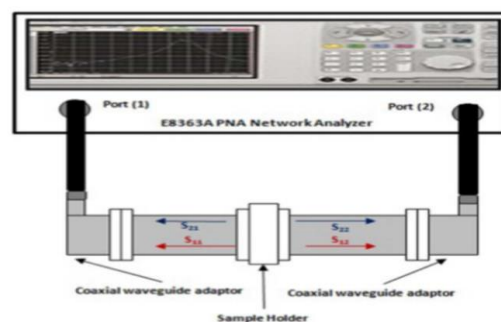 Port (1)
Port (2)
E8363A PNA Network Analyzer
S21
S22
S11
S12
Coaxial waveguide adaptor
Coaxial waveguide adaptor
Sample Holder